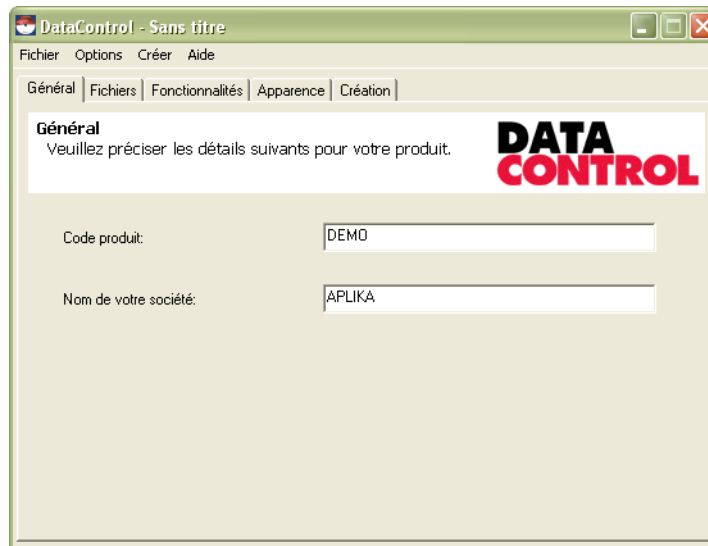 DataControl - Sans titre
Fichier Options Créer Aide
Général Fichiers Fonctionnalités Apparence Création
Général
Veuillez préciser les détails suivants pour votre produit.
DATA
CONTROL
Code produit: DEMO
Nom de votre société: APLIKA